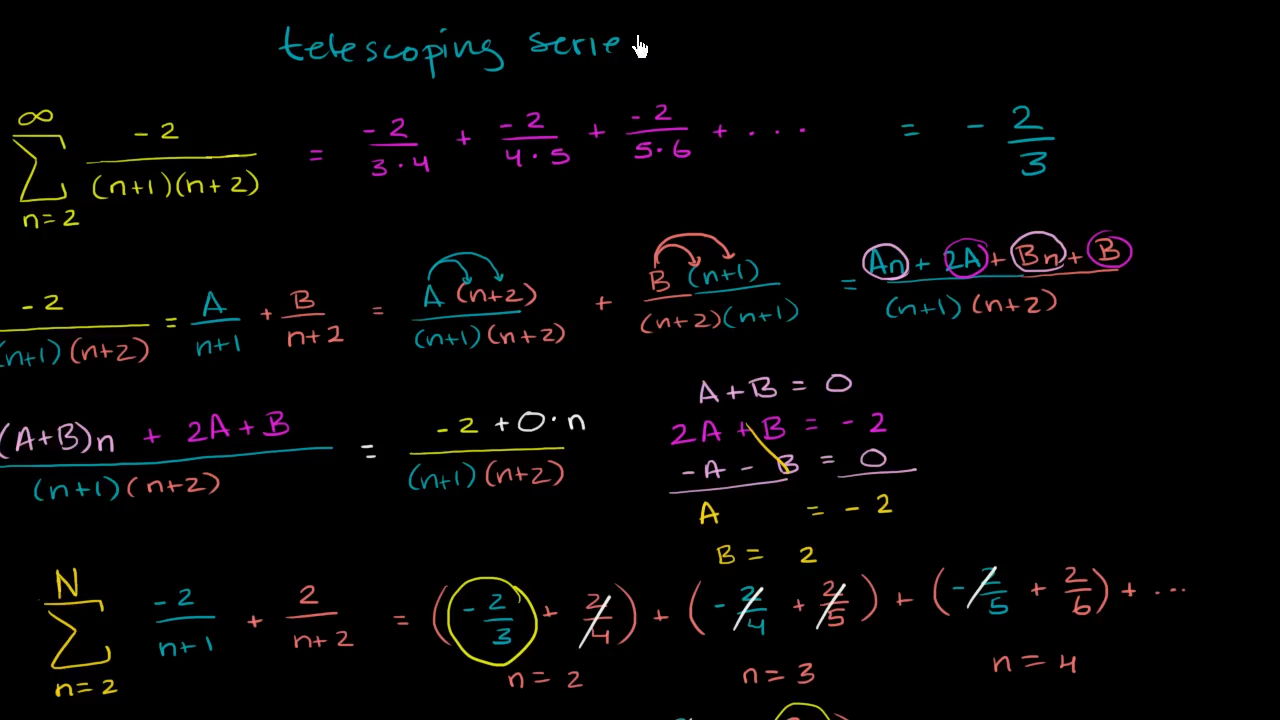 telescoping serie
∞ Σ n=2 -2/((n+1)(n+2)) = -2/(3·4) + -2/(4·5) + -2/(5·6) + ... = -2/3
-2/((n+1)(n+2)) = A/(n+1) + B/(n+2) = A(n+2)/((n+1)(n+2)) + B(n+1)/((n+2)(n+1)) = (An + 2A + Bn + B)/((n+1)(n+2))
A+B = 0
((A+B)n + 2A+B)/((n+1)(n+2)) = (-2 + 0·n)/((n+1)(n+2))
2A + B = -2
-A - B = 0
A = -2
B = 2
N Σ n=2 -2/(n+1) + 2/(n+2) = (-2/3 + 2/4) + (-2/4 + 2/5) + (-2/5 + 2/6) + ...
n = 2 n = 3 n = 4